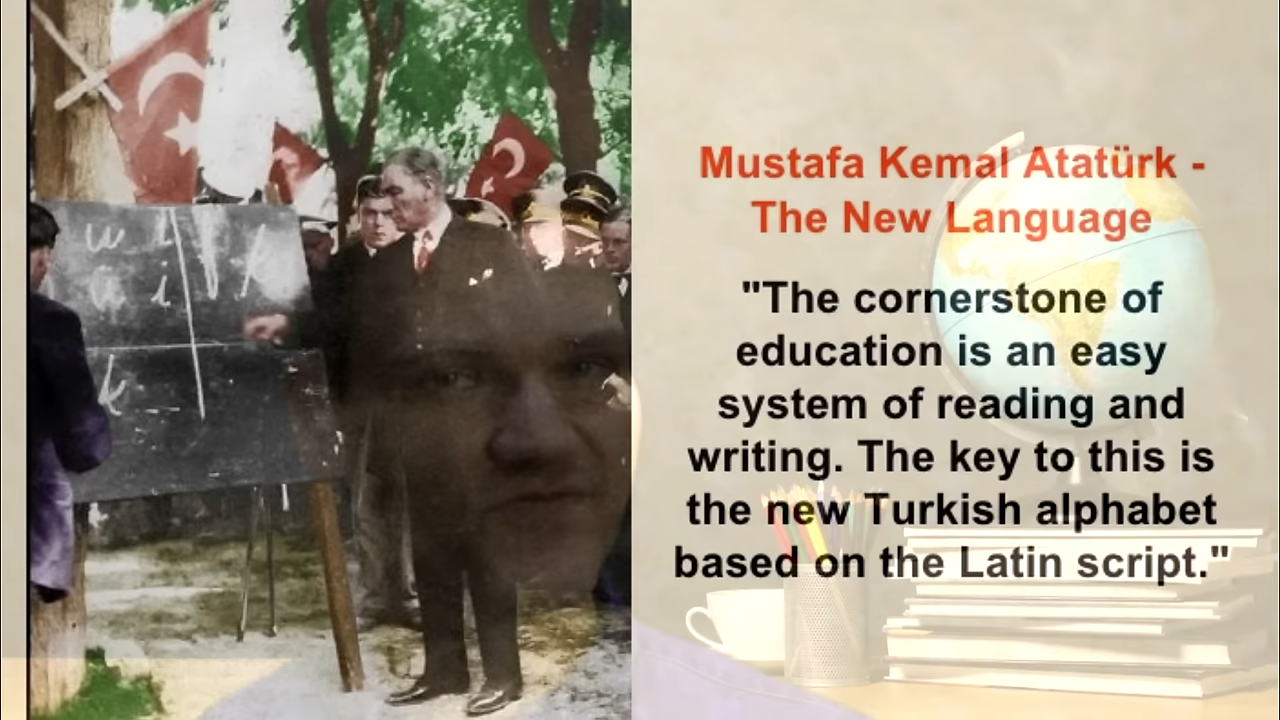 Mustafa Kemal Atatürk -
The New Language
"The cornerstone of
education is an easy
system of reading and
writing. The key to this is
the new Turkish alphabet
based on the Latin script."
k